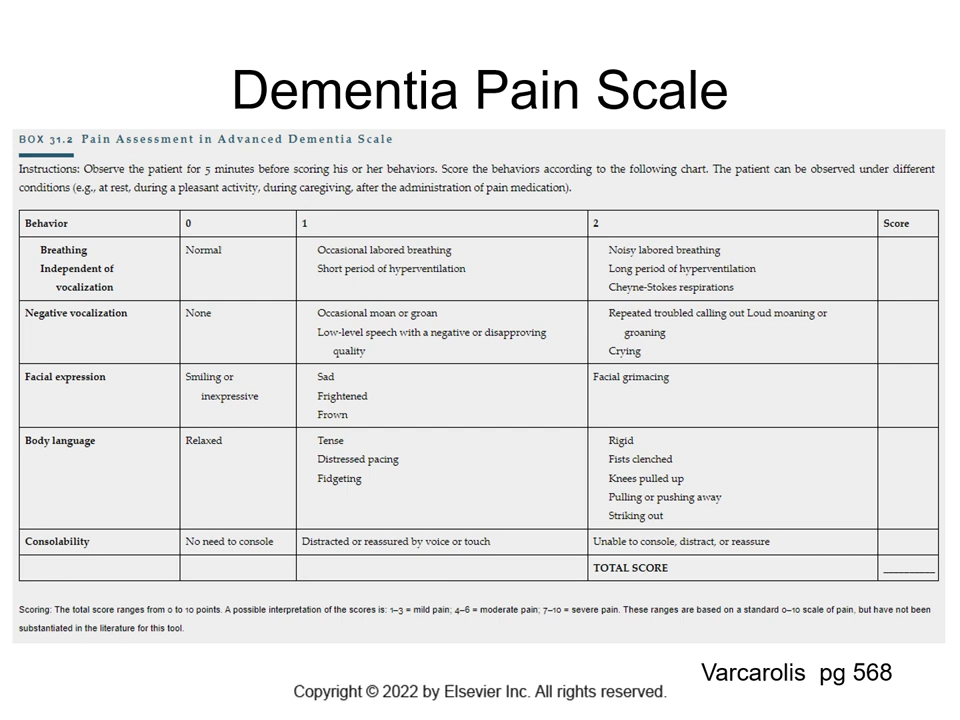 Dementia Pain Scale
BOX 31.2 Pain Assessment in Advanced Dementia Scale
Instructions: Observe the patient for 5 minutes before scoring his or her behaviors. Score the behaviors according to the following chart. The patient can be observed under different
conditions (e.g., at rest, during a pleasant activity, during caregiving, after the administration of pain medication).
Behavior 0 1 2 Score
Breathing Normal Occasional labored breathing Noisy labored breathing
Independent of Short period of hyperventilation Long period of hyperventilation
vocalization Cheyne-Stokes respirations
Negative vocalization None Occasional moan or groan Repeated troubled calling out Loud moaning or
Low-level speech with a negative or disapproving groaning
quality Crying
Facial expression Smiling or Sad Facial grimacing
inexpressive Frightened
Frown
Body language Relaxed Tense Rigid
Distressed pacing Fists clenched
Fidgeting Knees pulled up
Pulling or pushing away
Striking out
Consolability No need to console Distracted or reassured by voice or touch Unable to console, distract, or reassure
TOTAL SCORE __________
Scoring: The total score ranges from 0 to 10 points. A possible interpretation of the scores is: 1–3 = mild pain; 4–6 = moderate pain; 7–10 = severe pain. These ranges are based on a standard 0–10 scale of pain, but have not been
substantiated in the literature for this tool.
Varcarolis pg 568
Copyright © 2022 by Elsevier Inc. All rights reserved.